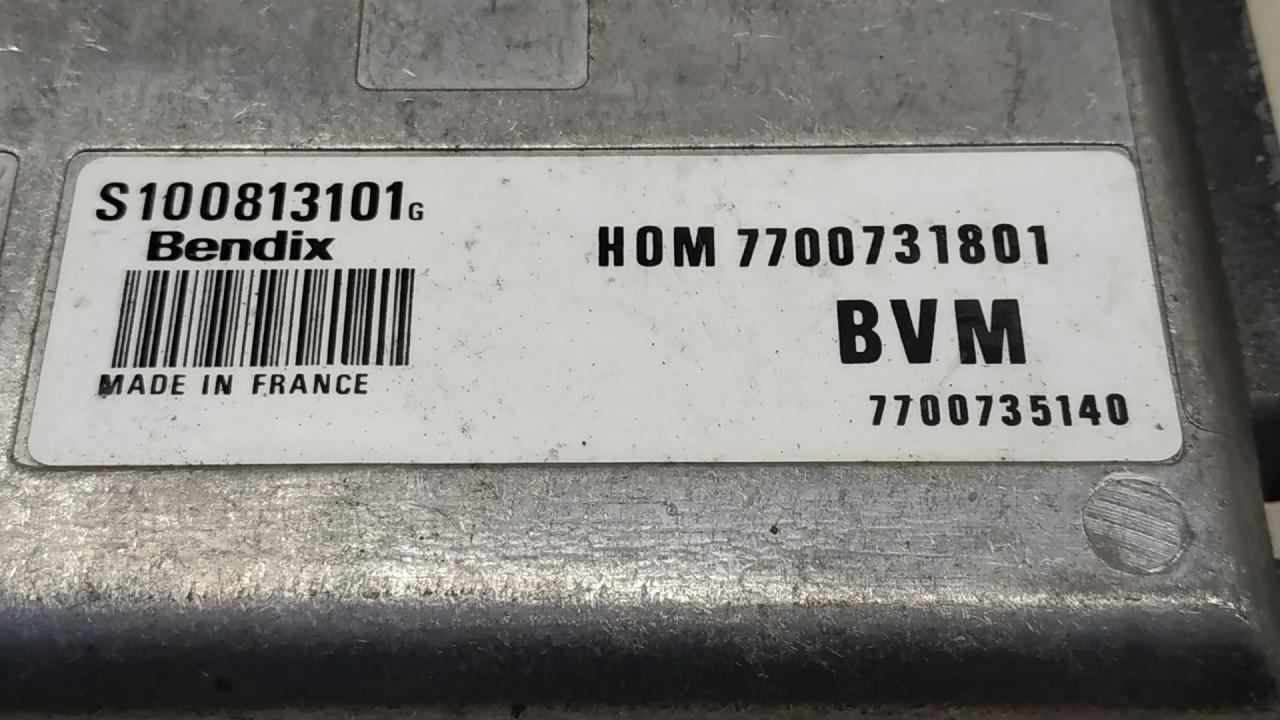 S100813101G
Bendix
MADE IN FRANCE
HOM 7700731801
BVM
7700735140